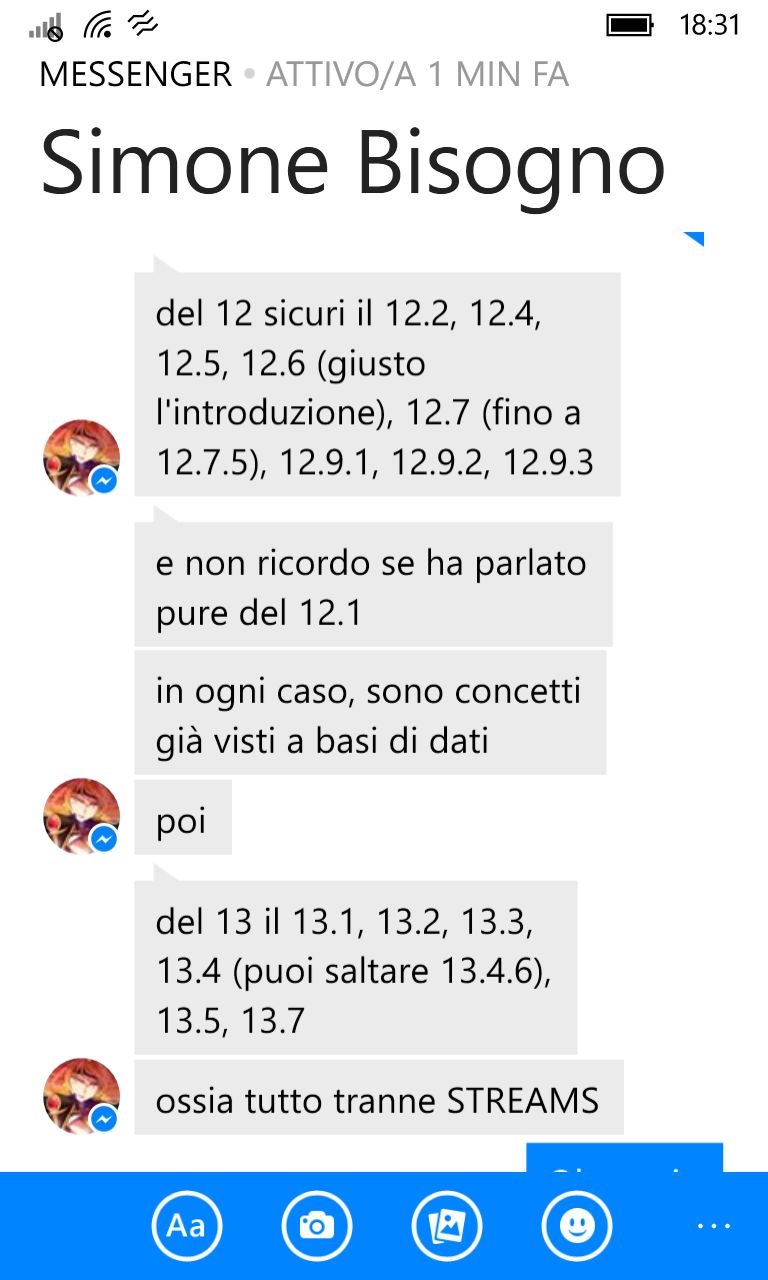 18:31
MESSENGER • ATTIVO/A 1 MIN FA
Simone Bisogno
del 12 sicuri il 12.2, 12.4,
12.5, 12.6 (giusto
l'introduzione), 12.7 (fino a
12.7.5), 12.9.1, 12.9.2, 12.9.3
e non ricordo se ha parlato
pure del 12.1
in ogni caso, sono concetti
già visti a basi di dati
poi
del 13 il 13.1, 13.2, 13.3,
13.4 (puoi saltare 13.4.6),
13.5, 13.7
ossia tutto tranne STREAMS
Aa
...